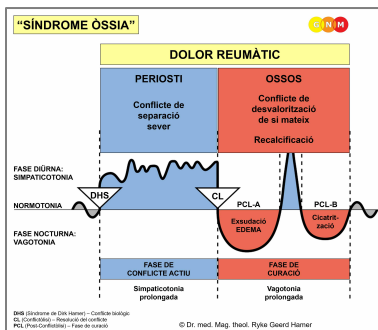 “SÍNDROME ÒSSIA”
GNM
DOLOR REUMÀTIC
PERIOSTI
Conflicte de
separació
sever
OSSOS
Conflicte de
desvalorització
de si mateix
Recalcificació
FASE DIÜRNA:
SIMPATICOTONIA
DHS
CL
PCL-A
PCL-B
NORMOTONIA
Exsudació
EDEMA
Cicatrit-
zació
FASE NOCTURNA:
VAGOTONIA
FASE DE
CONFLICTE ACTIU
FASE DE
CURACIÓ
Simpaticotonia
prolongada
Vagotonia
prolongada
DHS (Síndrome de Dirk Hamer) – Conflicte biològic
CL (Conflictòlisi) – Resolució del conflicte
PCL (Post-Conflictòlisi) – Fase de curació
© Dr. med. Mag. theol. Ryke Geerd Hamer